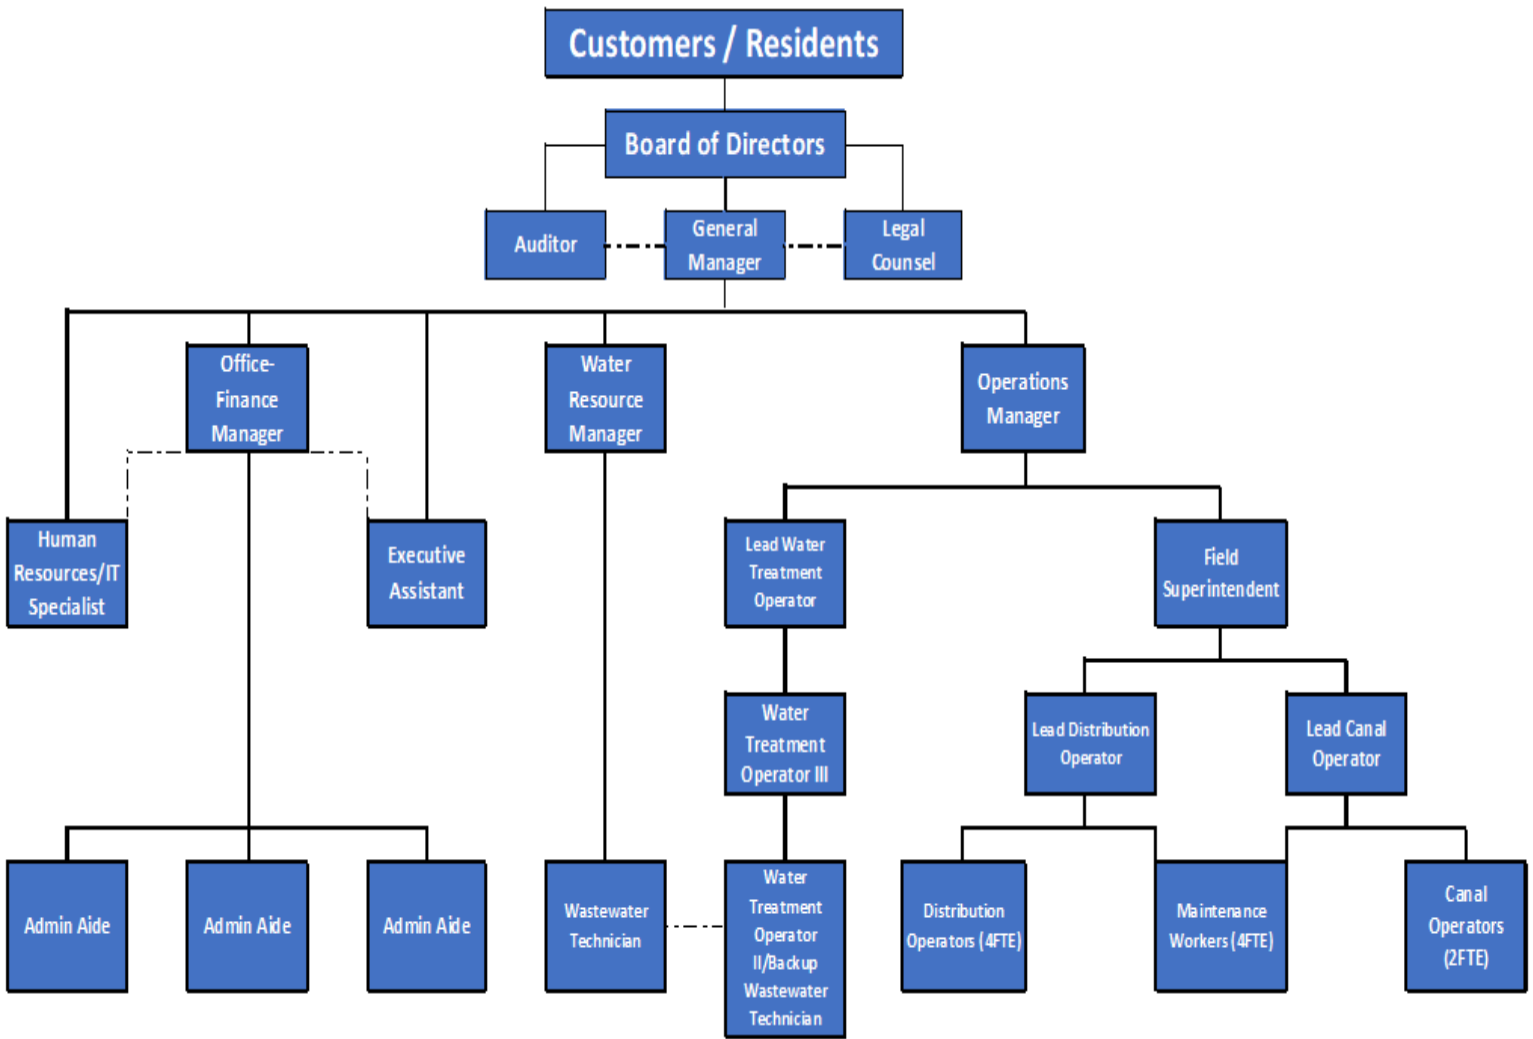 Customers / Residents
Board of Directors
Auditor
General
Manager
Legal
Counsel
Office-
Finance
Manager
Water
Resource
Manager
Operations
Manager
Human
Resources/IT
Specialist
Executive
Assistant
Lead Water
Treatment
Operator
Field
Superintendent
Water
Treatment
Operator III
Lead Distribution
Operator
Lead Canal
Operator
Admin Aide
Admin Aide
Admin Aide
Wastewater
Technician
Water
Treatment
Operator
II/Backup
Wastewater
Technician
Distribution
Operators (4FTE)
Maintenance
Workers (4FTE)
Canal
Operators
(2FTE)